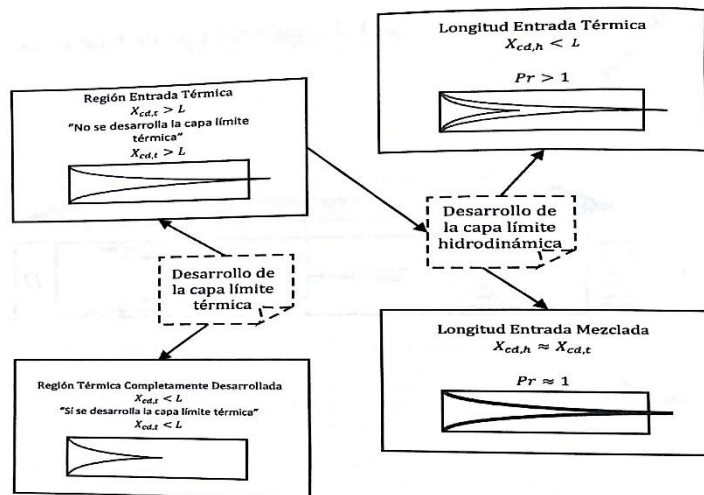 Región Entrada Térmica
X_{cd,t} > L
"No se desarrolla la capa límite
térmica"
X_{cd,t} > L
Desarrollo de
la capa límite
térmica
Región Térmica Completamente Desarrollada
X_{cd,t} < L
"Si se desarrolla la capa límite térmica"
X_{cd,t} < L
Longitud Entrada Térmica
X_{cd,h} < L
Pr > 1
Desarrollo de
la capa límite
hidrodinámica
Longitud Entrada Mezclada
X_{cd,h} ≈ X_{cd,t}
Pr ≈ 1